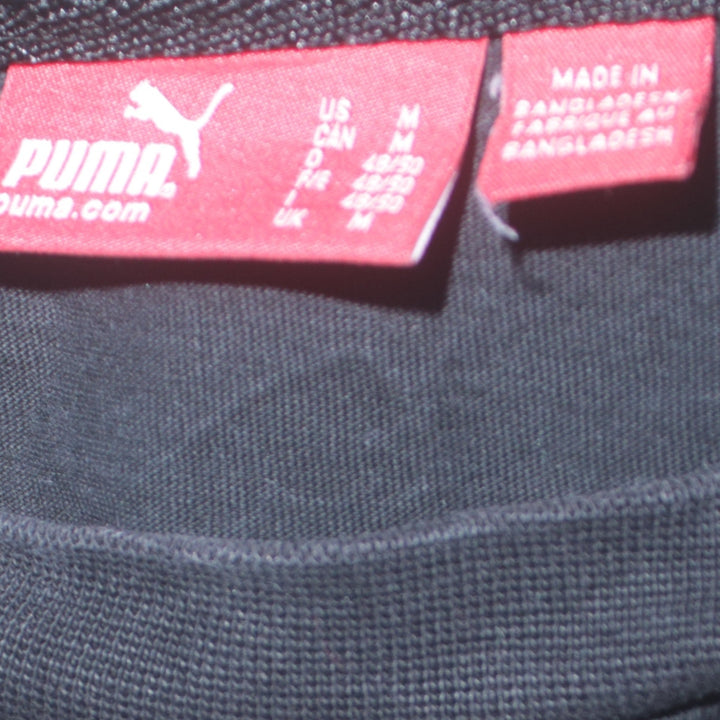 PUMA
puma.com
US M
CAN M
D 48/50
F/E 48/50
I 48/50
UK M
MADE IN
BANGLADESH/
FABRIQUE AU
BANGLADESH